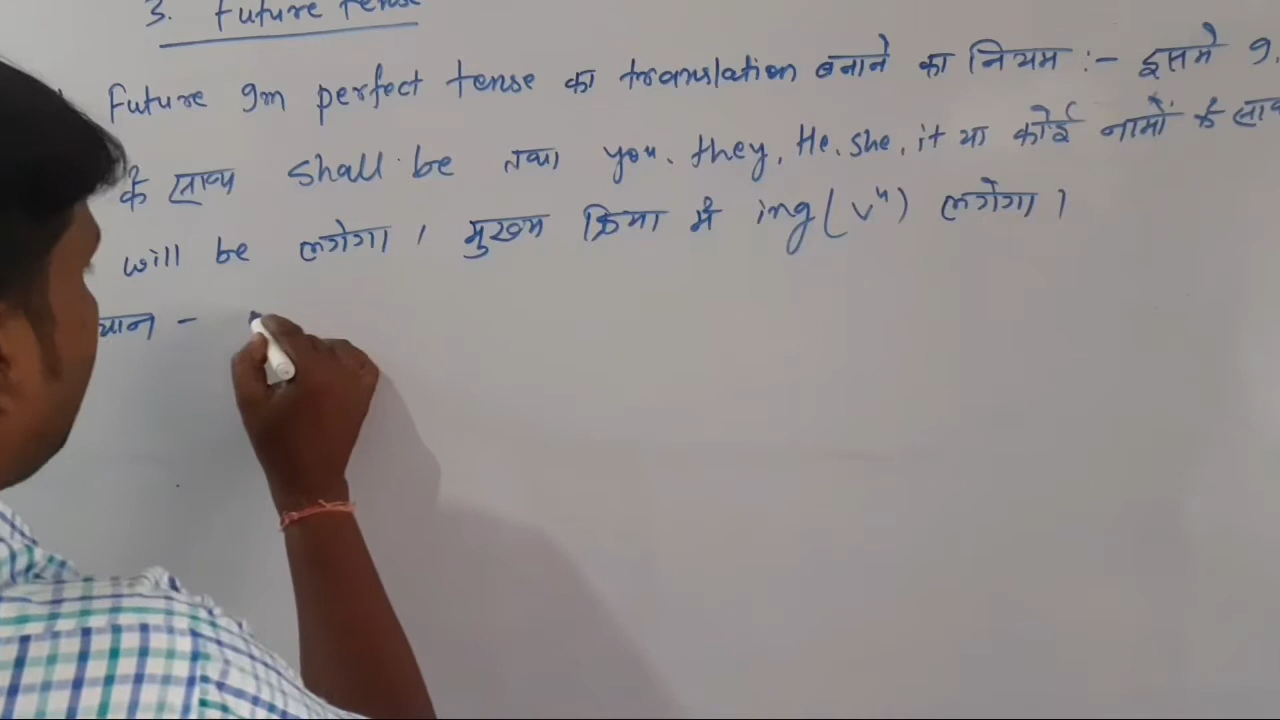 3. Future Tense
Future Im perfect tense का translation बनाने का नियम :- इसमे I,
के साथ shall be तथा you, they, He, she, it या कोई नामों के साथ
will be लगेगा । मुख्य क्रिया में ing (v⁴) लगेगा ।